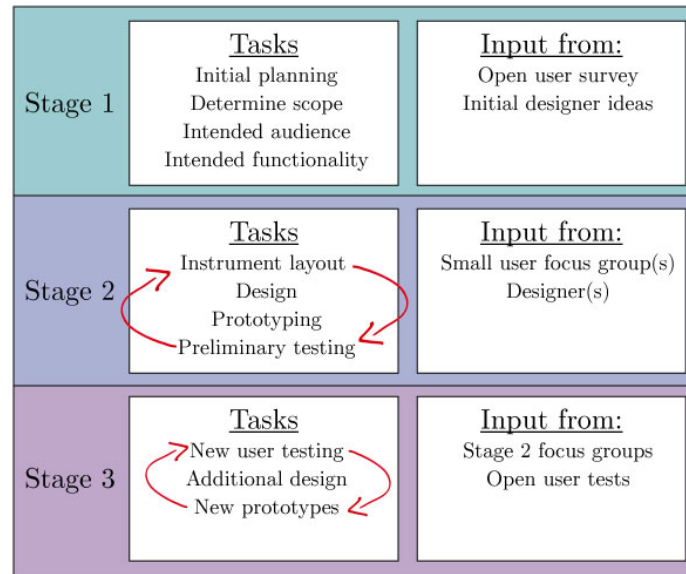 Stage 1
Tasks
Initial planning
Determine scope
Intended audience
Intended functionality
Input from:
Open user survey
Initial designer ideas
Stage 2
Tasks
Instrument layout
Design
Prototyping
Preliminary testing
Input from:
Small user focus group(s)
Designer(s)
Stage 3
Tasks
New user testing
Additional design
New prototypes
Input from:
Stage 2 focus groups
Open user tests